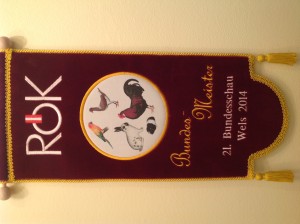 RÖK
Bundes-
Meister
21. Bundesschau
Wels 2014